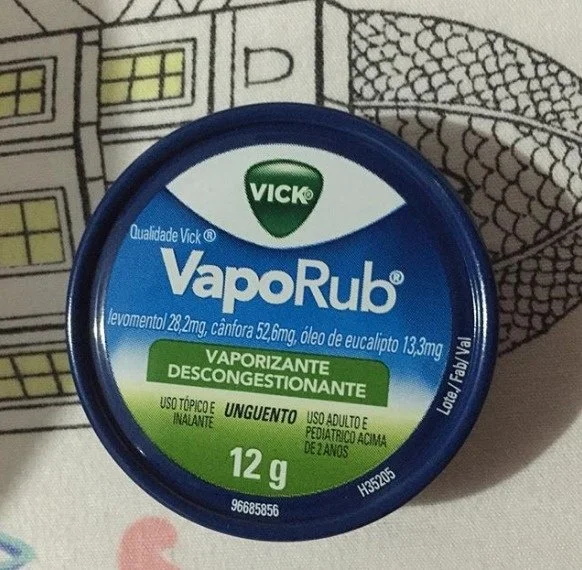 VICK®
Qualidade Vick®
VapoRub®
levomentol 28,2mg, cânfora 52,6mg, óleo de eucalipto 13,3mg
VAPORIZANTE
DESCONGESTIONANTE
USO TÓPICO E
INALANTE
UNGUENTO
USO ADULTO E
PEDIÁTRICO ACIMA
DE 2 ANOS
12 g
96685856
H35205
Lote/ Fab/ Val